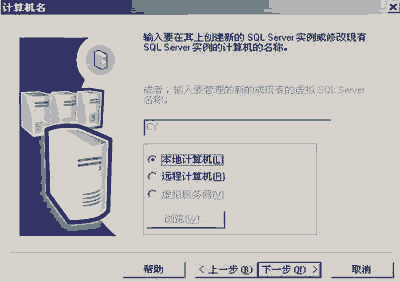 计算机名
输入要在其上创建新的 SQL Server 实例或修改现有
SQL Server 实例的计算机的名称。
或者，输入要管理的新的或现有的虚拟 SQL Server
名称。
CY
本地计算机(L)
远程计算机(R)
虚拟服务器(V)
浏览(W)...
帮助
< 上一步(B)
下一步(N) >
取消